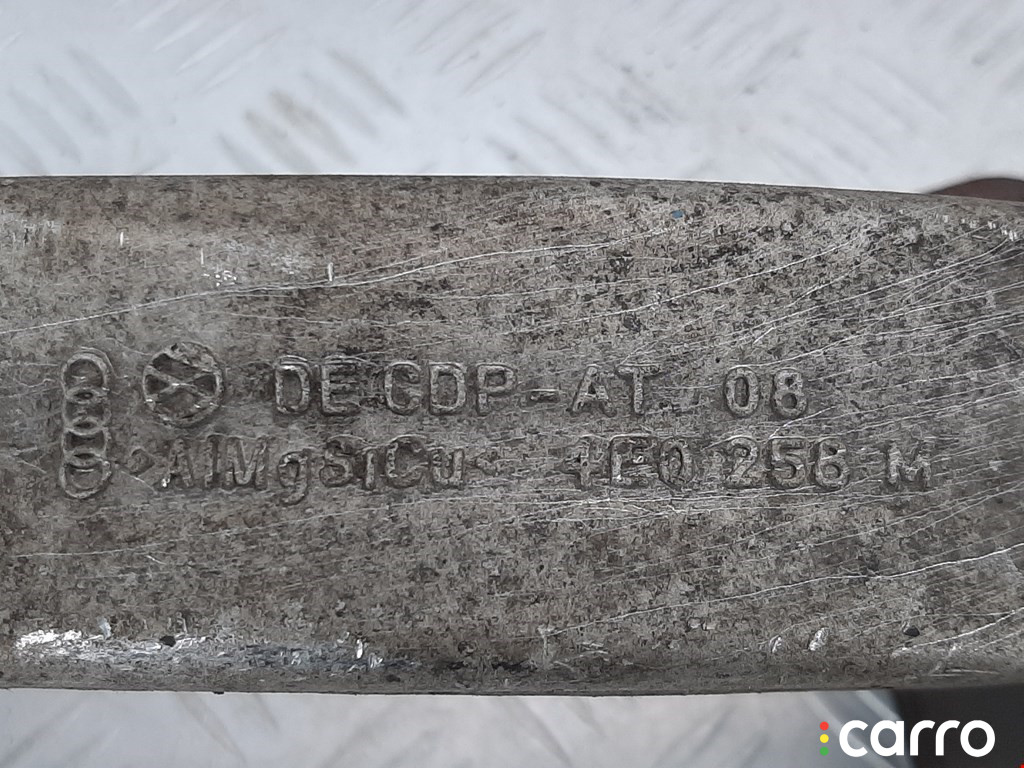 DE CDP-AT 08
>AlMgSiCu< 4E0 256 M
carro